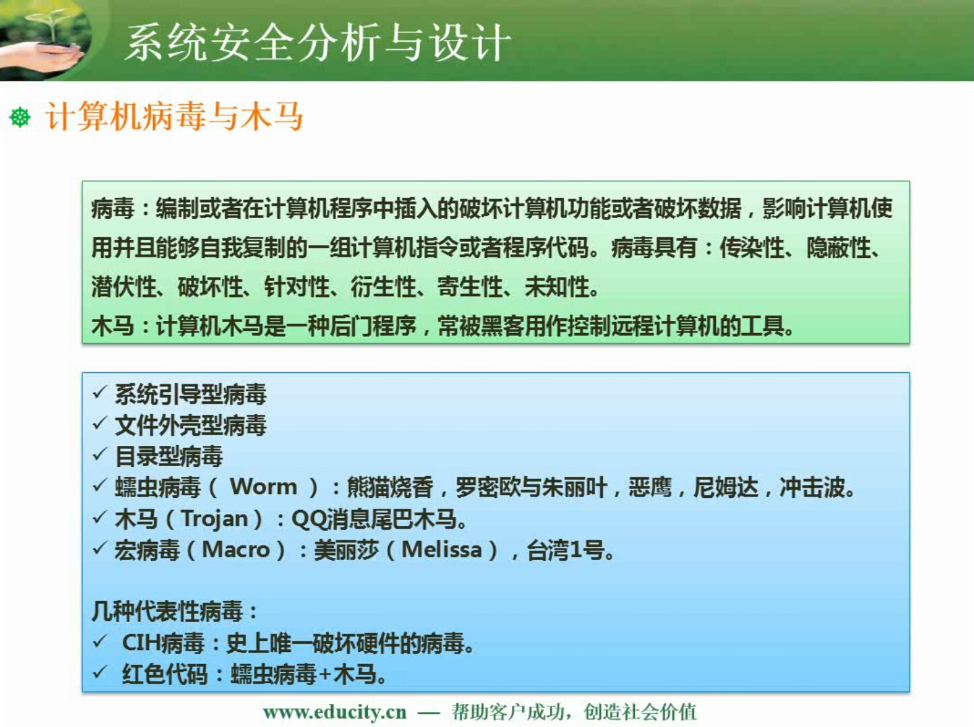 系统安全分析与设计
计算机病毒与木马
病毒：编制或者在计算机程序中插入的破坏计算机功能或者破坏数据，影响计算机使
用并且能够自我复制的一组计算机指令或者程序代码。病毒具有：传染性、隐蔽性、
潜伏性、破坏性、针对性、衍生性、寄生性、未知性。
木马：计算机木马是一种后门程序，常被黑客用作控制远程计算机的工具。
✓ 系统引导型病毒
✓ 文件外壳型病毒
✓ 目录型病毒
✓ 蠕虫病毒（ Worm ）：熊猫烧香，罗密欧与朱丽叶，恶鹰，尼姆达，冲击波。
✓ 木马（Trojan）：QQ消息尾巴木马。
✓ 宏病毒（Macro）：美丽莎（Melissa），台湾1号。
几种代表性病毒：
✓ CIH病毒：史上唯一破坏硬件的病毒。
✓ 红色代码：蠕虫病毒+木马。
www.educity.cn — 帮助客户成功，创造社会价值